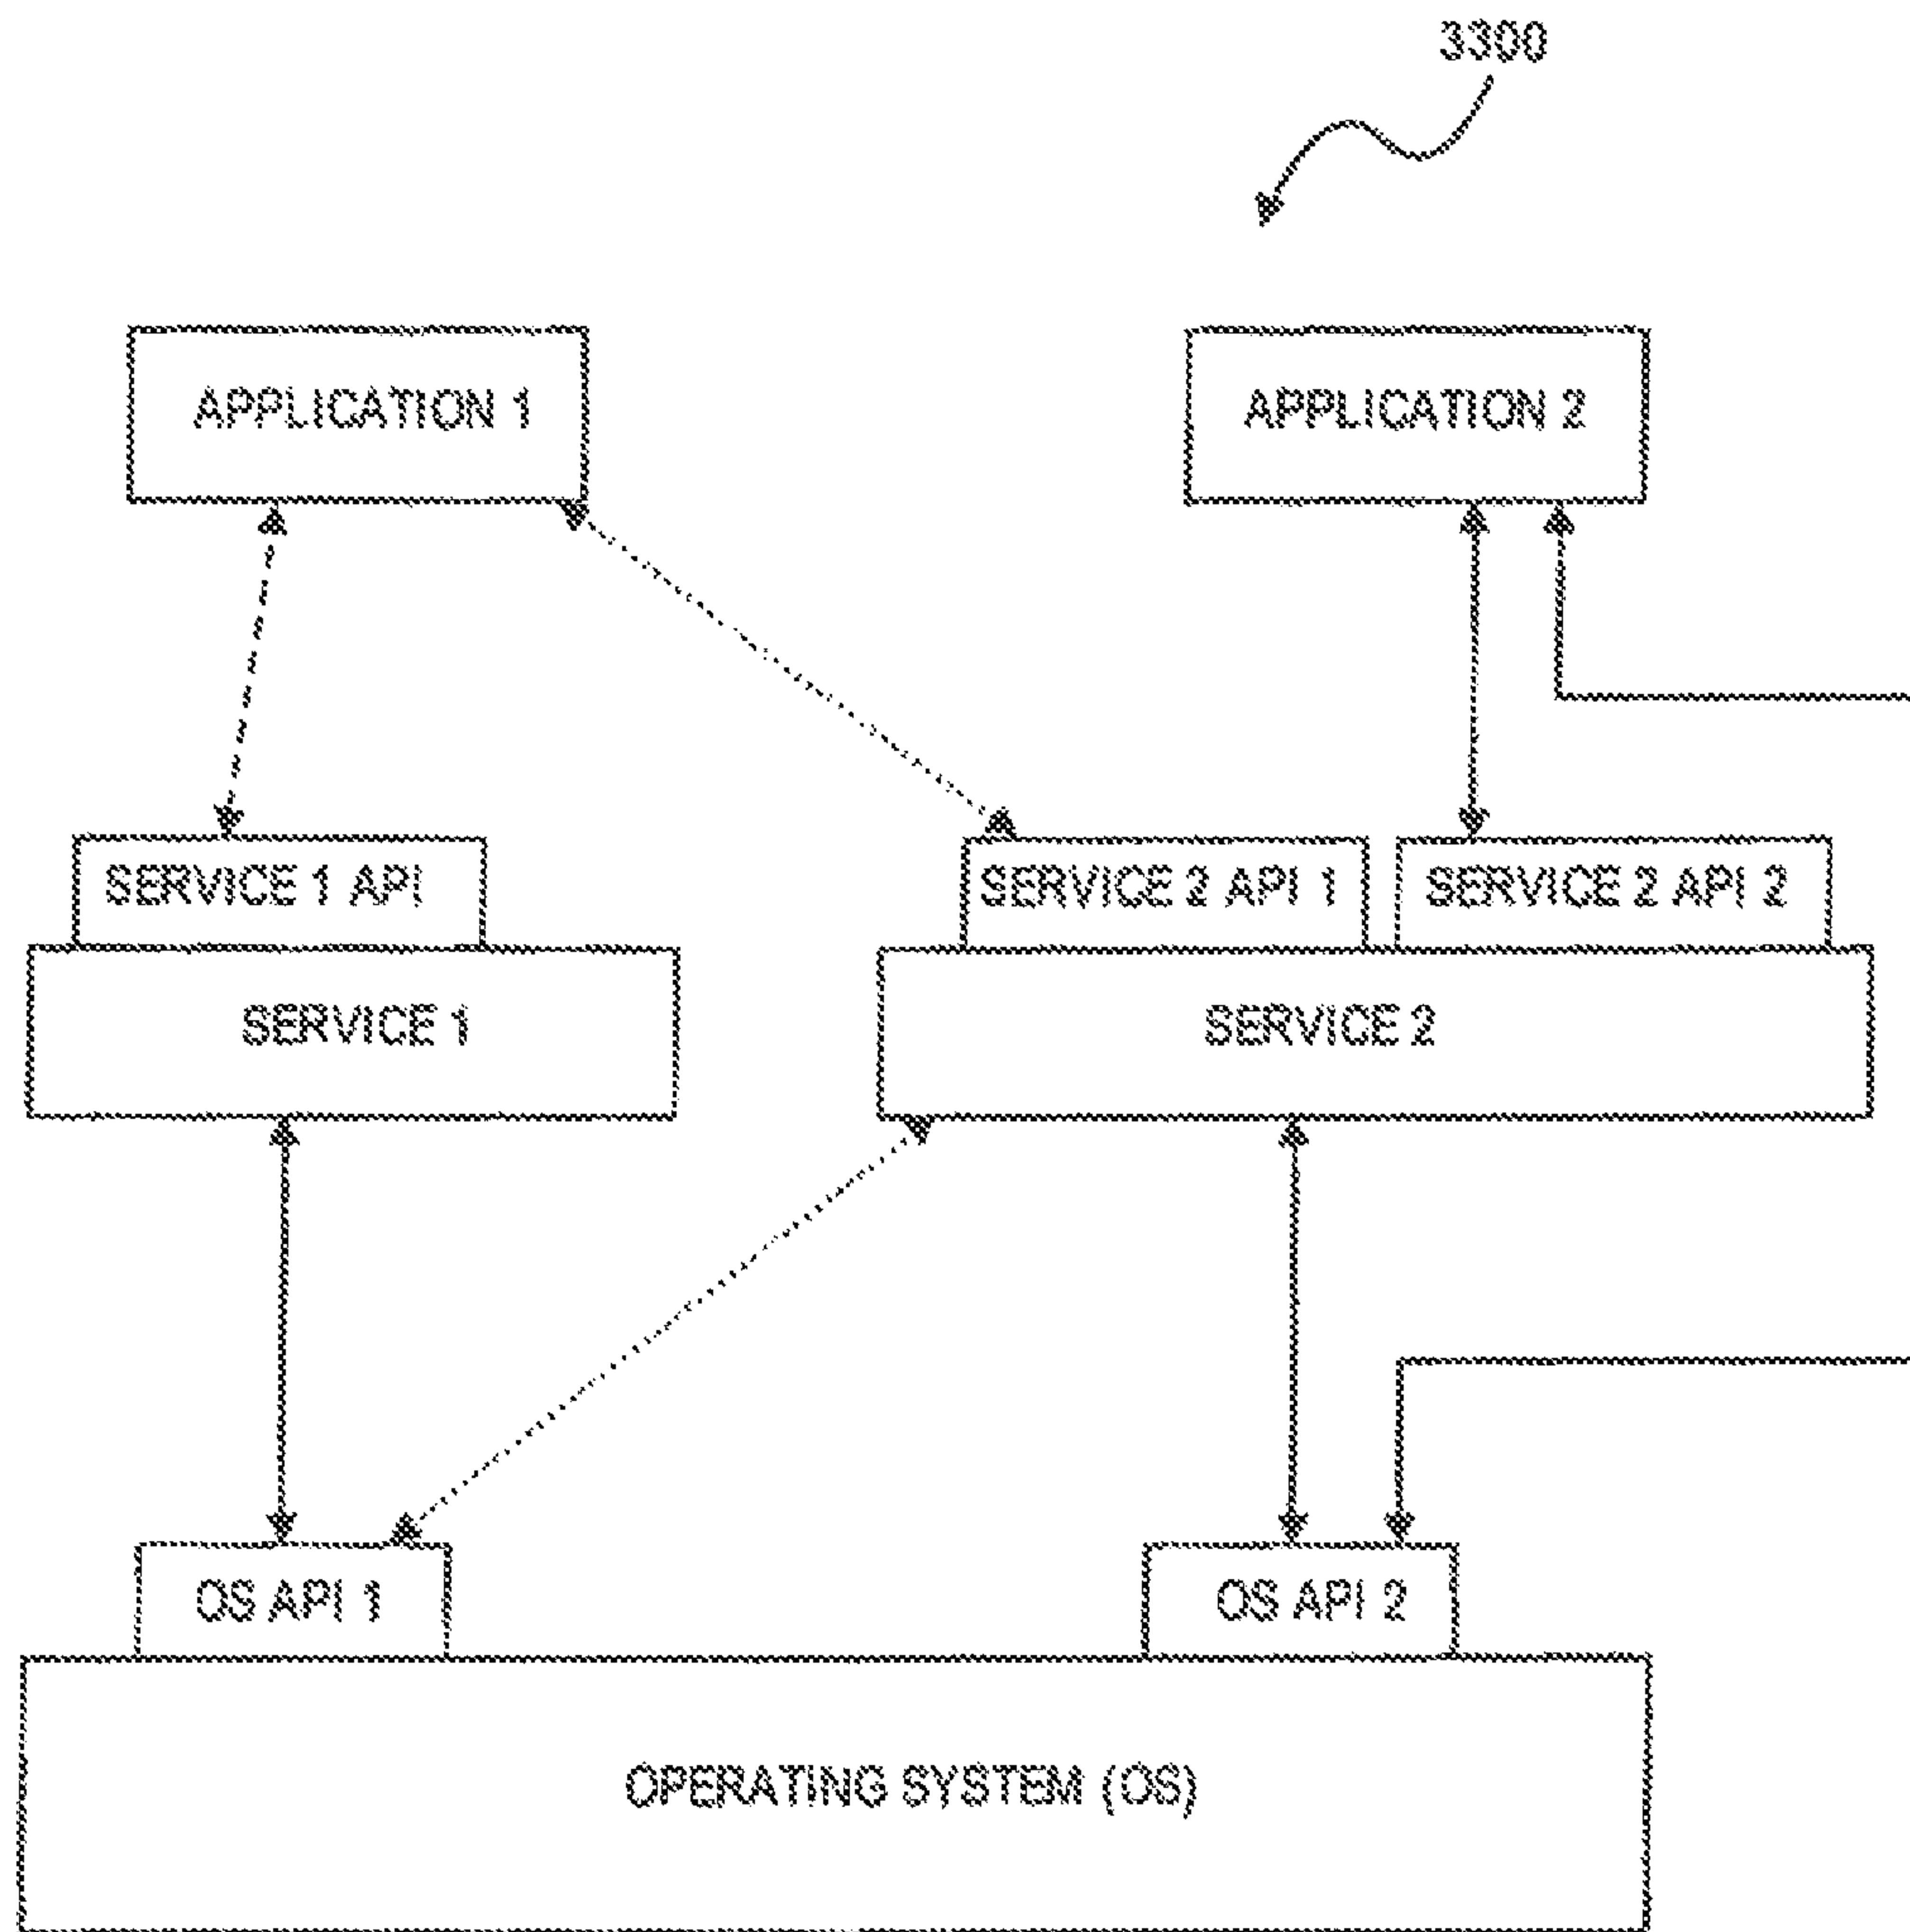 3300
APPLICATION 1
APPLICATION 2
SERVICE 1 API
SERVICE 2 API 1
SERVICE 2 API 2
SERVICE 1
SERVICE 2
OS API 1
OS API 2
OPERATING SYSTEM (OS)